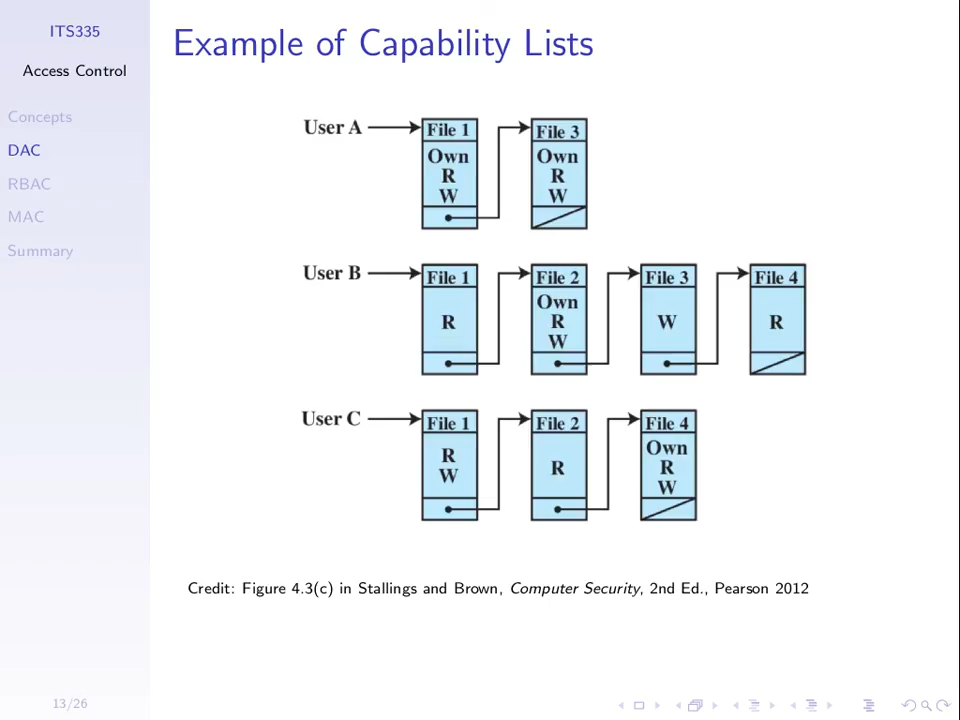 ITS335
Access Control
Concepts
DAC
RBAC
MAC
Summary
13/26
Example of Capability Lists
User A
File 1
Own
R
W
File 3
Own
R
W
User B
File 1
R
File 2
Own
R
W
File 3
W
File 4
R
User C
File 1
R
W
File 2
R
File 4
Own
R
W
Credit: Figure 4.3(c) in Stallings and Brown, Computer Security, 2nd Ed., Pearson 2012